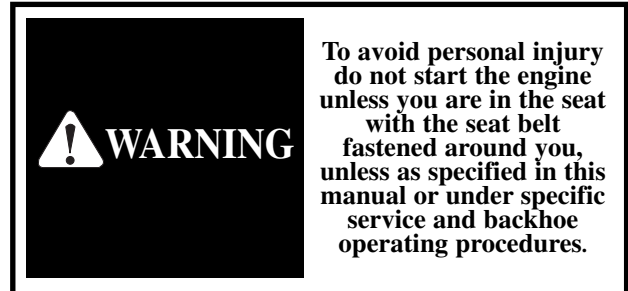 WARNING
To avoid personal injury
do not start the engine
unless you are in the seat
with the seat belt
fastened around you,
unless as specified in this
manual or under specific
service and backhoe
operating procedures.